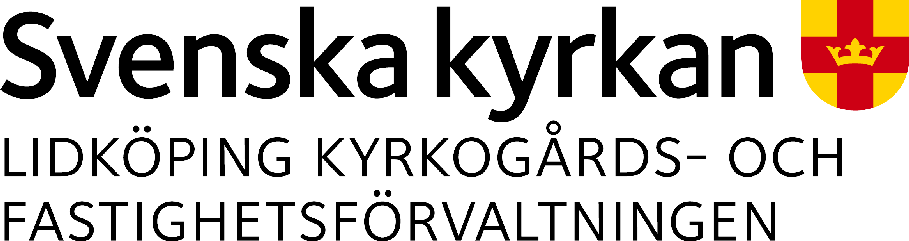 Svenska kyrkan
LIDKÖPING KYRKOGÅRDS- OCH
FASTIGHETSFÖRVALTNINGEN